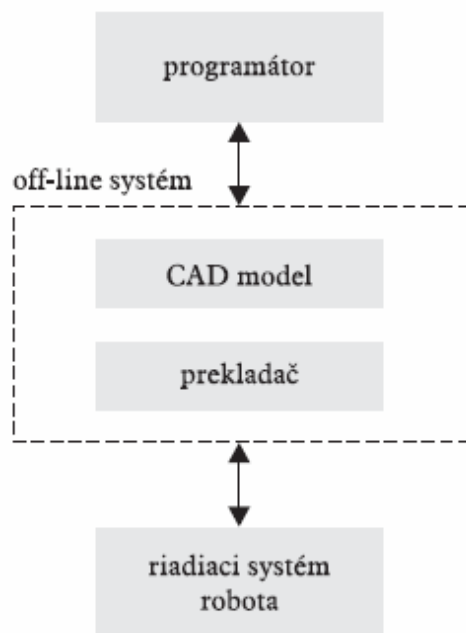 programátor
off-line systém
CAD model
prekladač
riadiaci systém
robota